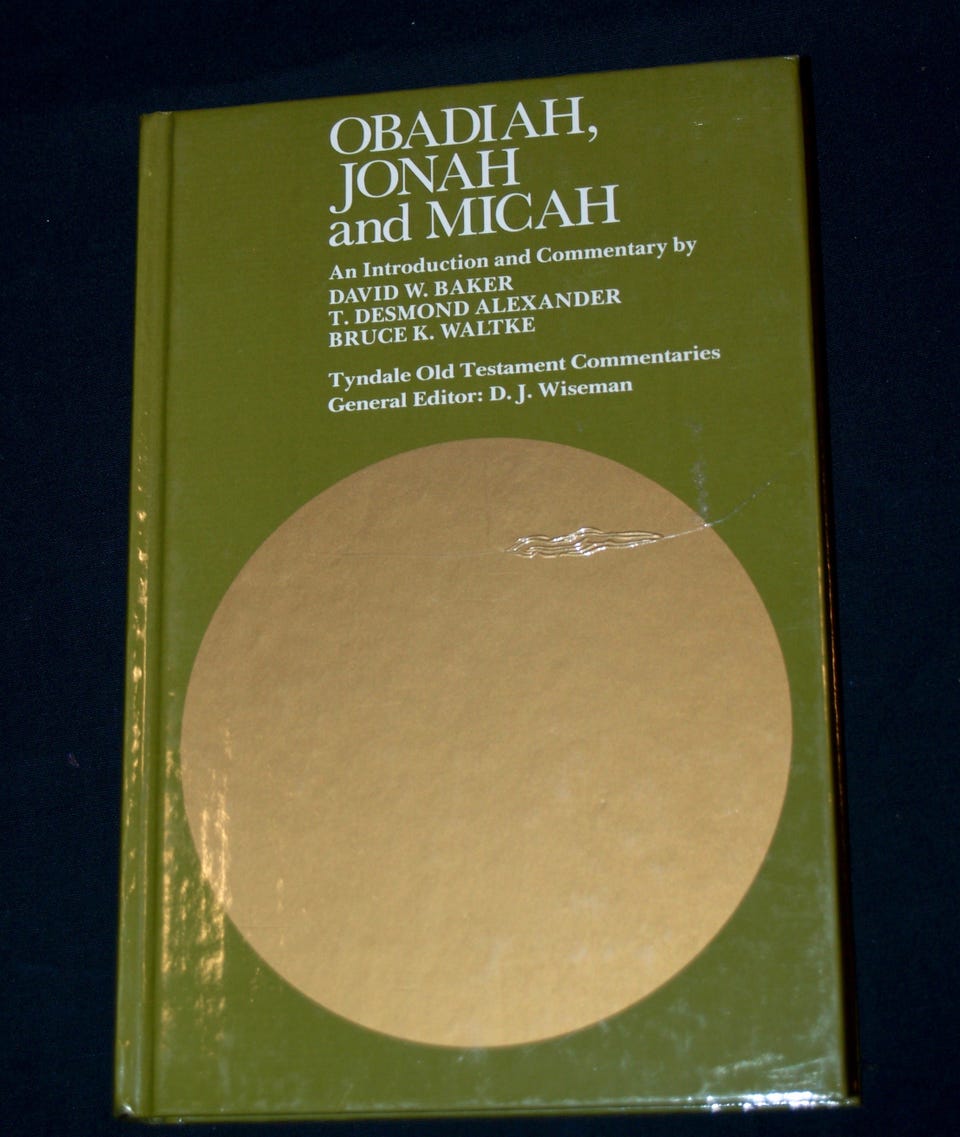 OBADIAH,
JONAH
and MICAH
An Introduction and Commentary by
DAVID W. BAKER
T. DESMOND ALEXANDER
BRUCE K. WALTKE
Tyndale Old Testament Commentaries
General Editor: D. J. Wiseman